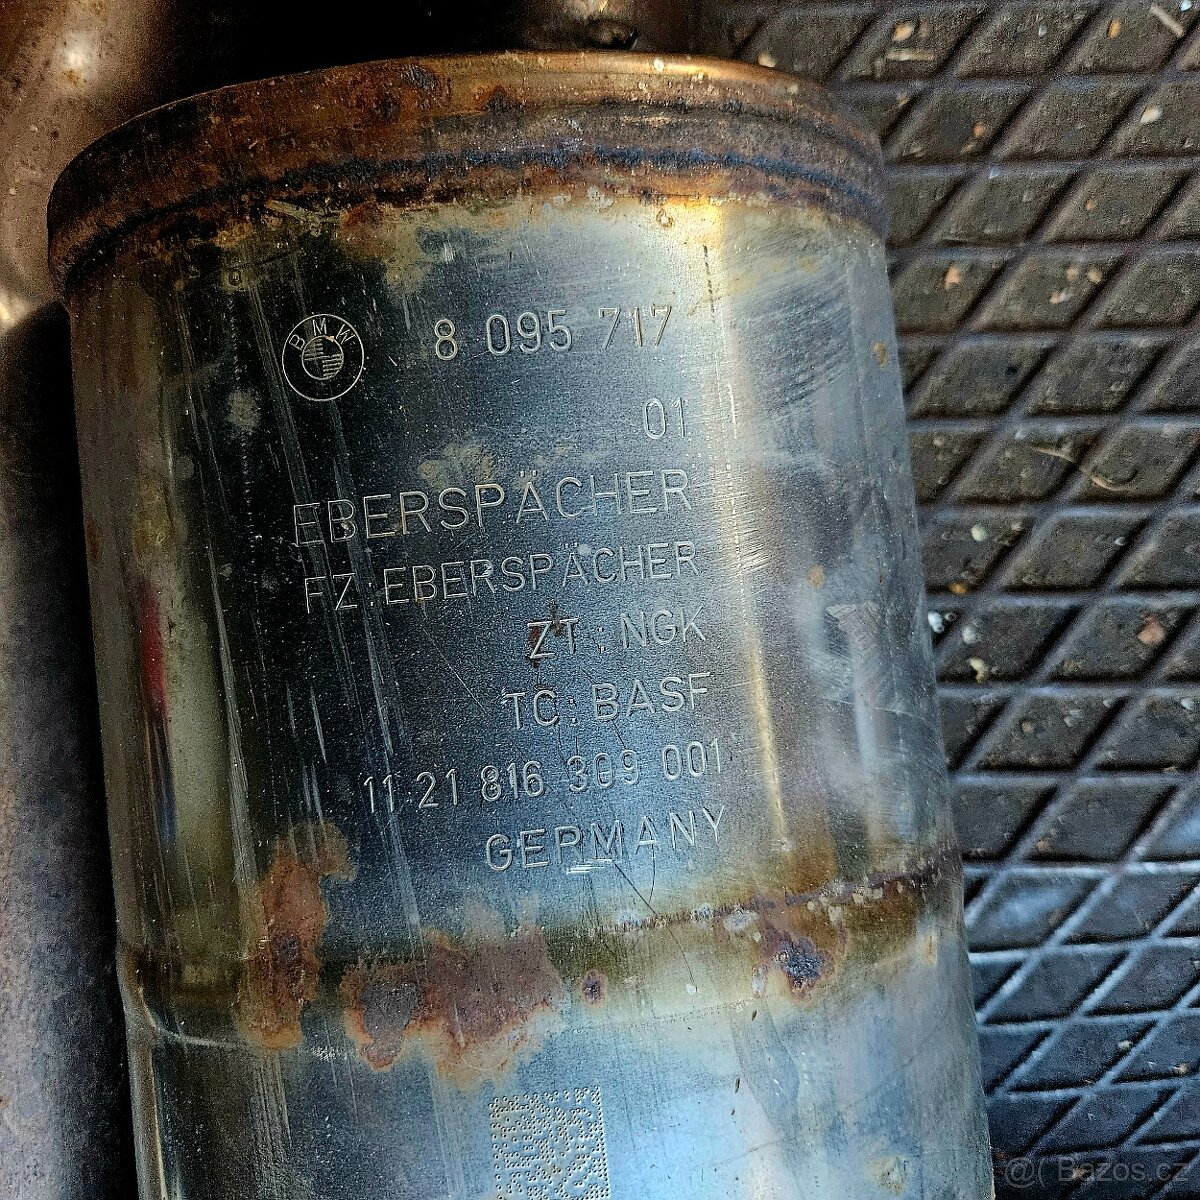 BMW 8 095 717
01
EBERSPÄCHER
FZ:EBERSPÄCHER
ZT:NGK
TC:BASF
11 21 816 309 001
GERMANY
@( Bazos.cz